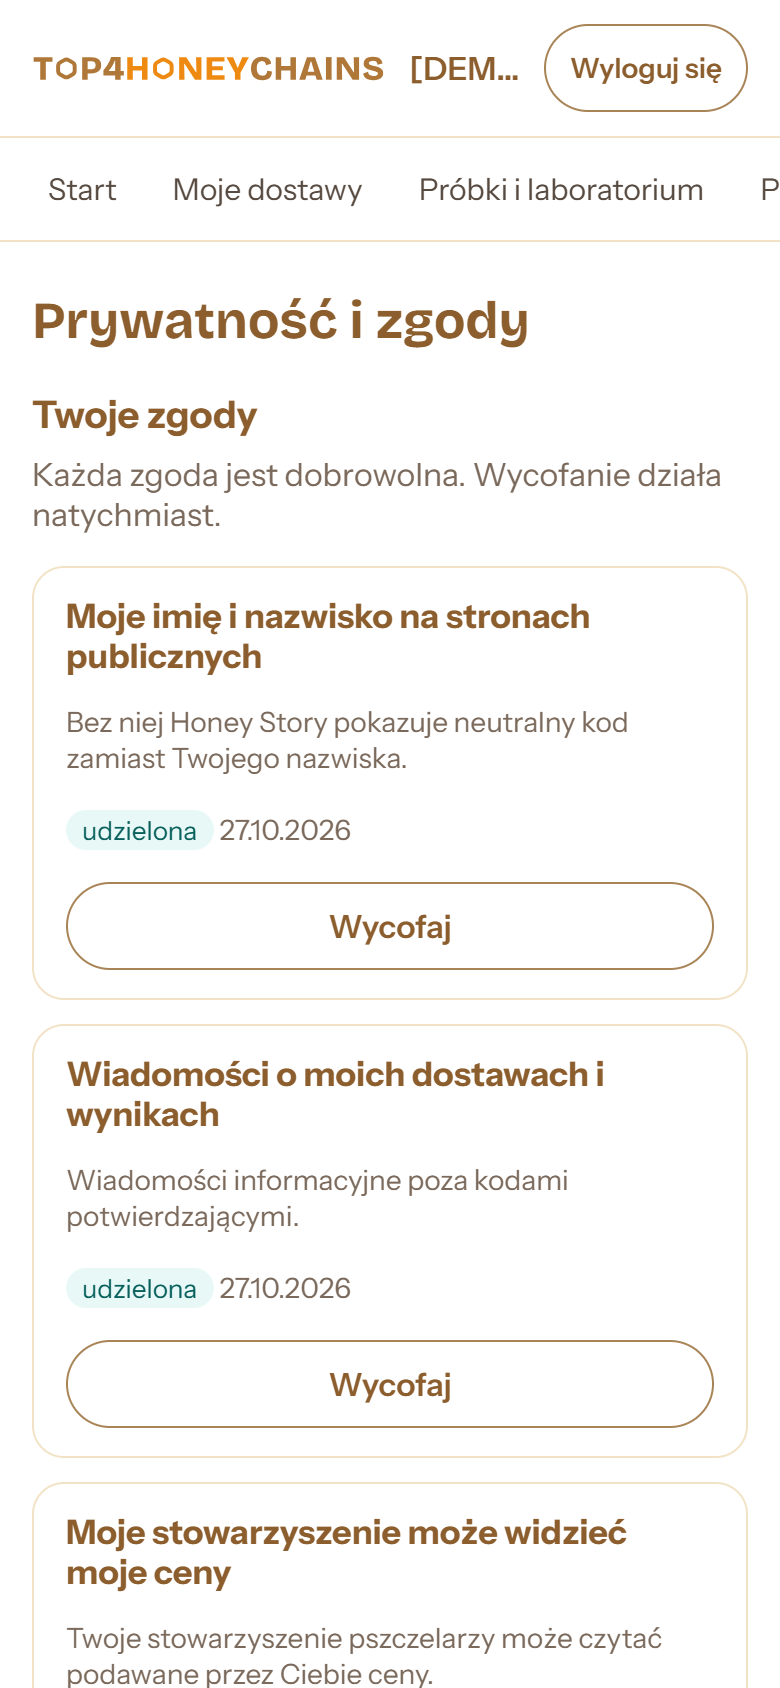 TOP4HONEYCHAINS [DEM... Wyloguj się
Start Moje dostawy Próbki i laboratorium P
Prywatność i zgody
Twoje zgody
Każda zgoda jest dobrowolna. Wycofanie działa
natychmiast.
Moje imię i nazwisko na stronach
publicznych
Bez niej Honey Story pokazuje neutralny kod
zamiast Twojego nazwiska.
udzielona 27.10.2026
Wycofaj
Wiadomości o moich dostawach i
wynikach
Wiadomości informacyjne poza kodami
potwierdzającymi.
udzielona 27.10.2026
Wycofaj
Moje stowarzyszenie może widzieć
moje ceny
Twoje stowarzyszenie pszczelarzy może czytać
podawane przez Ciebie ceny.